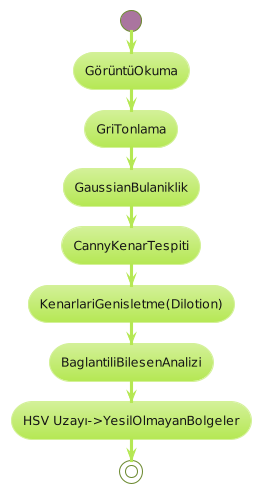 GörüntüOkuma
GriTonlama
GaussianBulaniklik
CannyKenarTespiti
KenarlariGenisletme(Dilotion)
BaglantiliBilesenAnalizi
HSV Uzayı->YesilOlmayanBolgeler